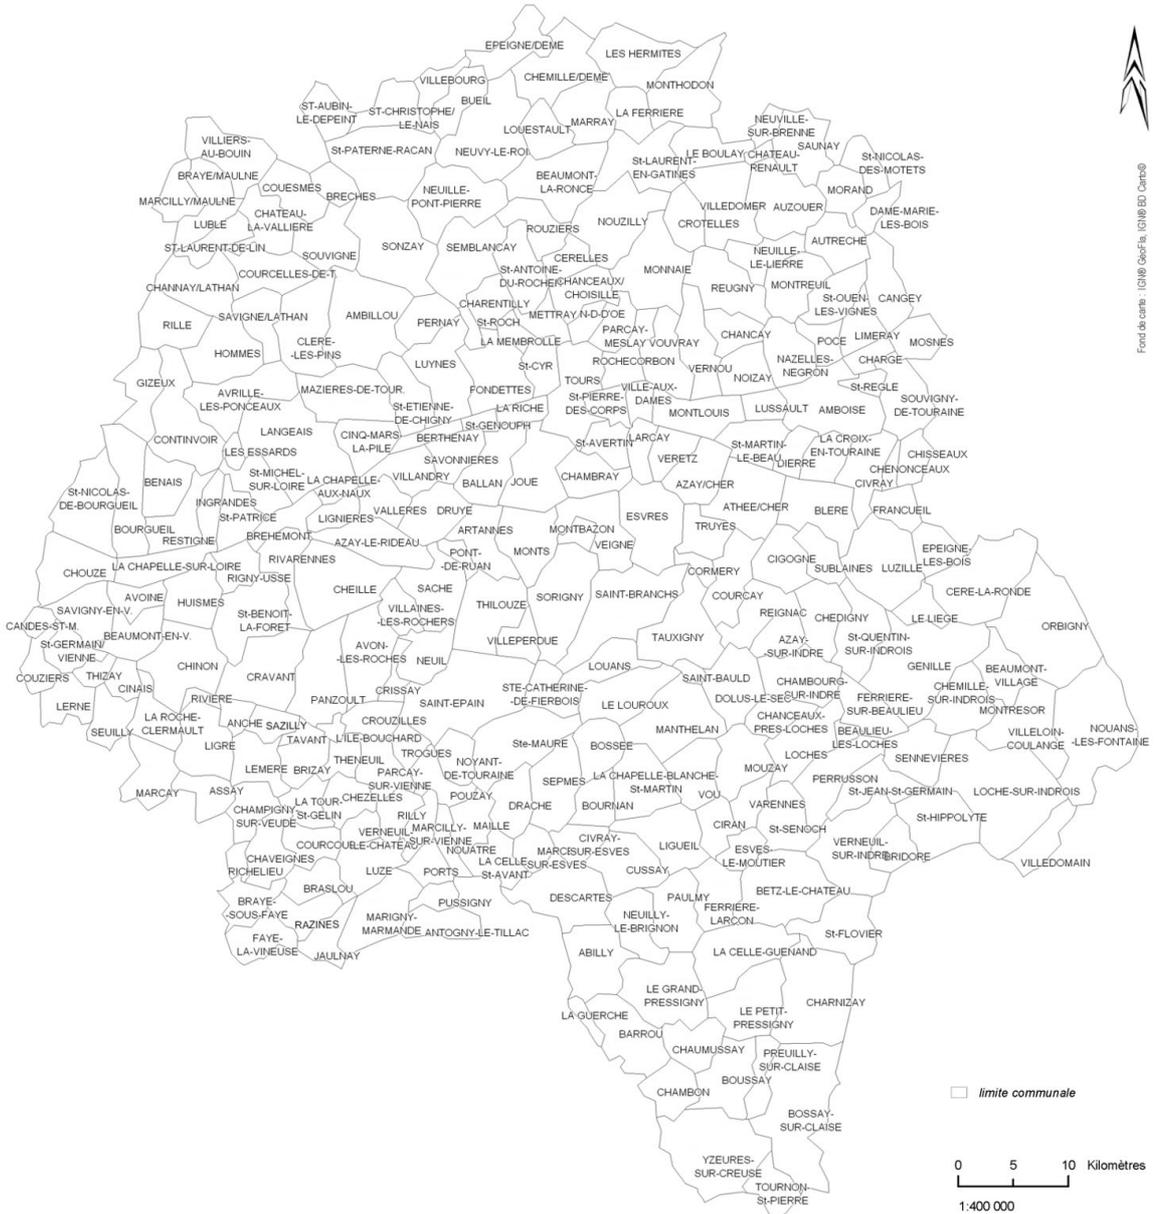 EPEIGNE/DEME
LES HERMITES
VILLEBOURG
CHEMILLE/DEME
MONTHODON
BUEIL
ST-AUBIN-
LE-DEPEINT
ST-CHRISTOPHE/
LE-NAIS
LOUESTAULT
MARRAY
LA FERRIERE
NEUVILLE-
SUR-BRENNE
VILLIERS-
AU-BOUIN
St-PATERNE-RACAN
NEUVY-LE-ROI
St-LAURENT-
EN-GATINES
LE BOULAY
CHATEAU-
RENAULT
SAUNAY
St-NICOLAS-
DES-MOTETS
BRAYE/MAULNE
COUESMES
BRECHES
NEUILLE-
PONT-PIERRE
BEAUMONT-
LA-RONCE
MORAND
MARCILLY/MAULNE
CHATEAU-
LA-VALLIERE
LUBLE
ROUZIERS
NOUZILLY
CROTELLES
VILLEDOMER
AUZOUER
DAME-MARIE-
LES-BOIS
ST-LAURENT-DE-LIN
SOUVIGNE
SONZAY
SEMBLANCAY
CERELLES
NEUILLE-
LE-LIERRE
AUTRECHE
CHANNAY/LATHAN
COURCELLES-DE-T.
St-ANTOINE-
DU-ROCHER
CHANCEAUX/
CHOISILLE
MONNAIE
REUGNY
MONTREUIL
St-OUEN-
LES-VIGNES
CANGEY
RILLE
SAVIGNE/LATHAN
AMBILLOU
PERNAY
CHARENTILLY
St-ROCH
METTRAY
N-D-D'OE
LA MEMBROLLE
PARCAY-
MESLAY
VOUVRAY
CHANCAY
POCE
LIMERAY
MOSNES
HOMMES
CLERE-
-LES-PINS
LUYNES
St-CYR
ROCHECORBON
VERNOU
NOIZAY
NAZELLES-
NEGRON
CHARGE
GIZEUX
AVRILLE-
LES-PONCEAUX
MAZIERES-DE-TOUR.
FONDETTES
TOURS
VILLE-AUX-
DAMES
St-PIERRE-
DES-CORPS
St-REGLE
SOUVIGNY-
DE-TOURAINE
St-ETIENNE-
DE-CHIGNY
LA RICHE
MONTLOUIS
LUSSAULT
AMBOISE
CONTINVOIR
LANGEAIS
LES ESSARDS
CINQ-MARS-
LA-PILE
BERTHENAY
St-GENOUPH
St-AVERTIN
LARCAY
VERETZ
St-MARTIN-
LE-BEAU
DIERRE
LA CROIX-
EN-TOURAINE
CHISSEAUX
CHENONCEAUX
CIVRAY
BENAIS
St-MICHEL-
SUR-LOIRE
LA CHAPELLE-
AUX-NAUX
VILLANDRY
SAVONNIERES
BALLAN
JOUE
CHAMBRAY
AZAY/CHER
St-NICOLAS-
DE-BOURGUEIL
INGRANDES
St-PATRICE
LIGNIERES
VALLERES
DRUYE
ESVRES
TRUYES
ATHEE/CHER
BLERE
FRANCUEIL
BOURGUEIL
RESTIGNE
BREHEMONT
AZAY-LE-RIDEAU
ARTANNES
MONTBAZON
MONTS
VEIGNE
CHOUZE
LA CHAPELLE-SUR-LOIRE
RIGNY-USSE
RIVARENNES
PONT-
-DE-RUAN
CORMERY
CIGOGNE
SUBLAINES
LUZILLE
EPEIGNE-
LES-BOIS
AVOINE
HUISMES
CHEILLE
SACHE
THILOUZE
SORIGNY
SAINT-BRANCHS
COURCAY
CERE-LA-RONDE
SAVIGNY-EN-V.
CANDES-ST-M.
BEAUMONT-EN-V.
St-BENOIT-
LA-FORET
VILLAINES-
-LES-ROCHERS
REIGNAC
CHEDIGNY
LE-LIEGE
ORBIGNY
St-GERMAIN/
VIENNE
AVON-
-LES-ROCHES
NEUIL
VILLEPERDUE
TAUXIGNY
AZAY-
-SUR-INDRE
St-QUENTIN-
SUR-INDROIS
GENILLE
BEAUMONT-
VILLAGE
COUZIERS
THIZAY
CINAIS
CHINON
CRAVANT
PANZOULT
CRISSAY
SAINT-EPAIN
STE-CATHERINE-
-DE-FIERBOIS
LOUANS
SAINT-BAULD
DOLUS-LE-SEC
CHAMBOURG-
SUR-INDRE
FERRIERE-
SUR-BEAULIEU
CHEMILLE-
SUR-INDROIS
MONTRESOR
LERNE
SEUILLY
LA ROCHE-
CLERMAULT
RIVIERE
ANCHE
SAZILLY
TAVANT
L'ILE-BOUCHARD
CROUZILLES
LE LOUROUX
MANTHELAN
CHANCEAUX-
PRES-LOCHES
BEAULIEU-
LES-LOCHES
VILLELOIN-
COULANGE
NOUANS-
-LES-FONTAINE
LIGRE
TROGUES
Ste-MAURE
BOSSEE
LOCHES
SENNEVIERES
LEMERE
BRIZAY
THENEUIL
PARCAY-
SUR-VIENNE
NOYANT-
DE-TOURAINE
SEPMES
LA CHAPELLE-BLANCHE-
St-MARTIN
MOUZAY
PERRUSSON
St-JEAN-St-GERMAIN
LOCHE-SUR-INDROIS
MARCAY
ASSAY
CHAMPIGNY-
SUR-VEUDE
LA TOUR-
St-GELIN
CHEZELLES
RILLY
POUZAY
DRACHE
BOURNAN
VOU
VARENNES
St-HIPPOLYTE
VERNEUIL-
LE-CHATEAU
MARCILLY-
SUR-VIENNE
MAILLE
CIRAN
St-SENOCH
COURCOUE
NOUATRE
CIVRAY-
SUR-ESVES
LIGUEIL
ESVES-
LE-MOUTIER
VERNEUIL-
SUR-INDRE
BRIDORE
VILLEDOMAIN
CHAVEIGNES
RICHELIEU
LUZE
PORTS
LA CELLE-
St-AVANT
MARCE
SUR-ESVES
CUSSAY
BETZ-LE-CHATEAU
BRASLOU
PUSSIGNY
DESCARTES
PAULMY
FERRIERE-
LARCON
BRAYE-
-SOUS-FAYE
RAZINES
MARIGNY-
MARMANDE
ANTOGNY-LE-TILLAC
NEUILLY-
LE-BRIGNON
St-FLOVIER
FAYE-
LA-VINEUSE
JAULNAY
ABILLY
LA CELLE-GUENAND
LE GRAND-
PRESSIGNY
CHARNIZAY
LA GUERCHE
LE PETIT-
PRESSIGNY
BARROU
CHAUMUSSAY
PREUILLY-
SUR-CLAISE
CHAMBON
BOUSSAY
BOSSAY-
SUR-CLAISE
YZEURES-
SUR-CREUSE
TOURNON-
St-PIERRE
Fond de carte : IGN® GéoFla, IGN® BD Carto®
limite communale
0 5 10 Kilomètres
1:400 000